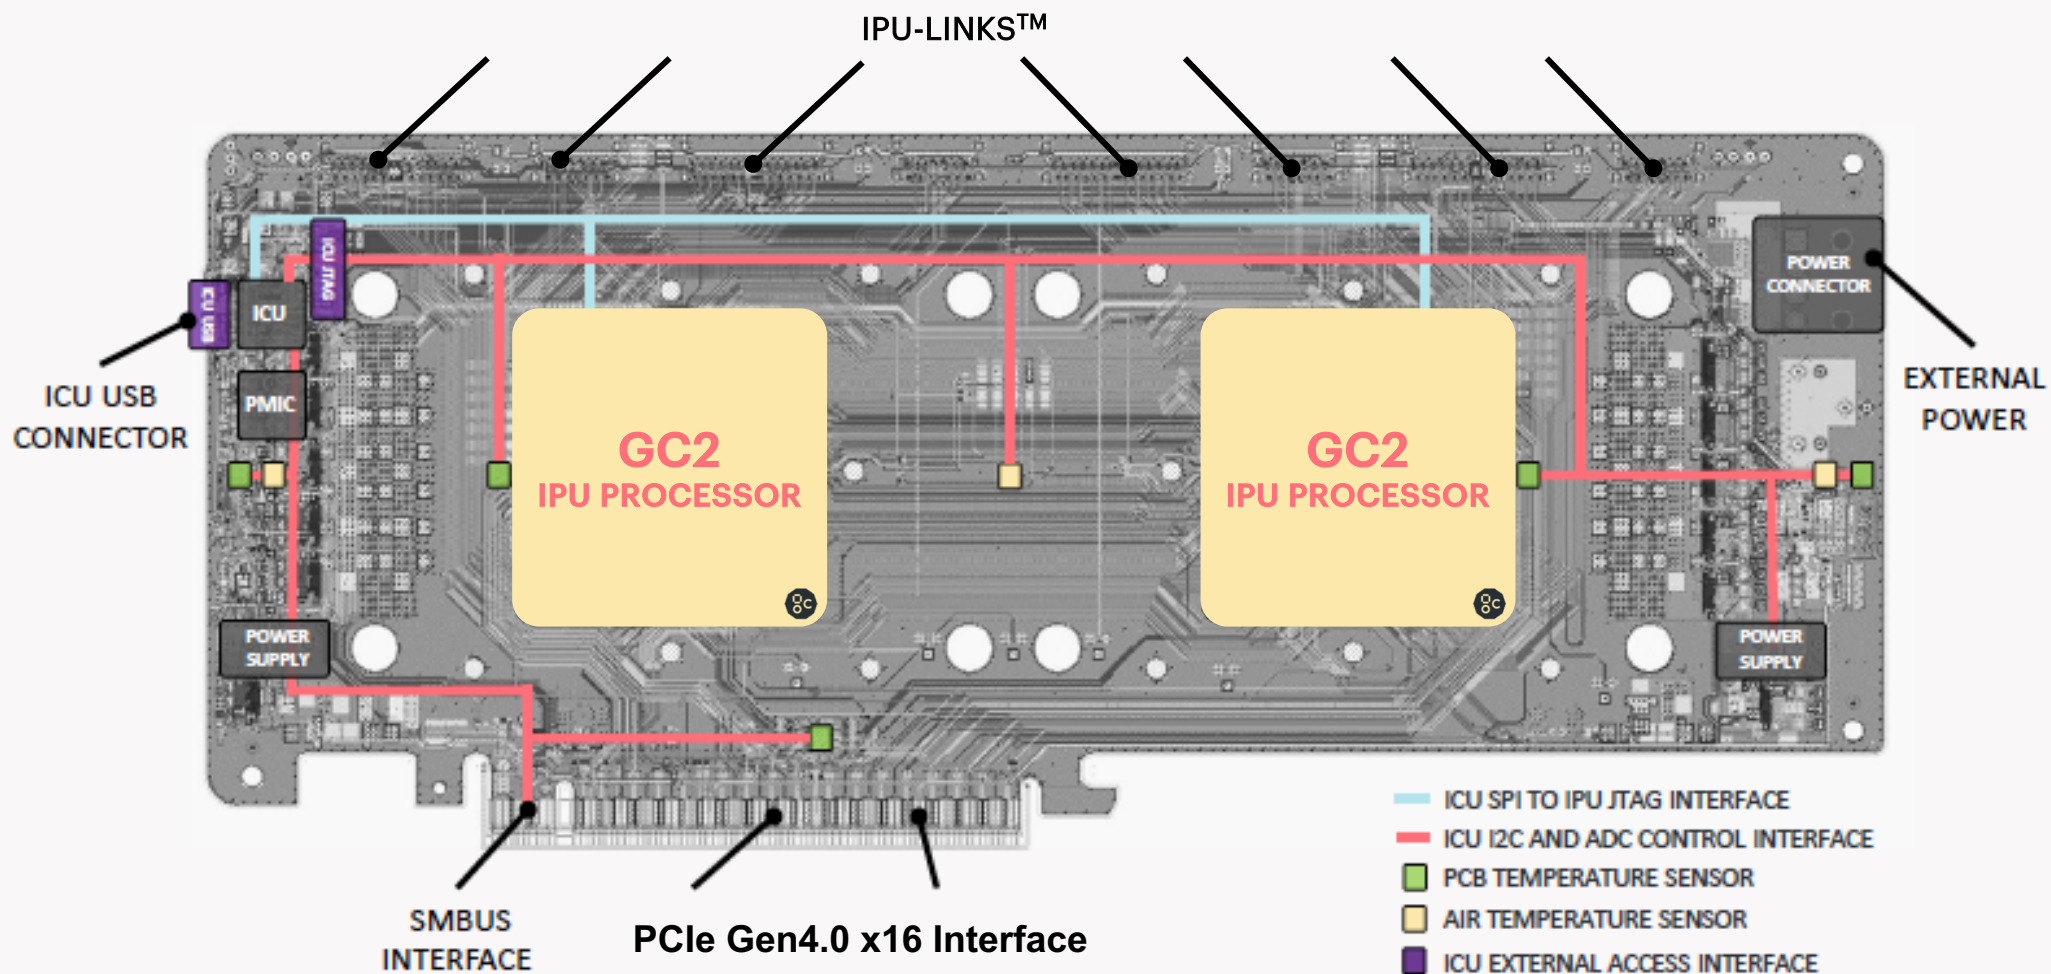 IPU-LINKS™
ICU JTAG
ICU USB
ICU
PMIC
POWER
CONNECTOR
ICU USB
CONNECTOR
EXTERNAL
POWER
GC2
IPU PROCESSOR
GC2
IPU PROCESSOR
POWER
SUPPLY
POWER
SUPPLY
SMBUS
INTERFACE
PCIe Gen4.0 x16 Interface
ICU SPI TO IPU JTAG INTERFACE
ICU I2C AND ADC CONTROL INTERFACE
PCB TEMPERATURE SENSOR
AIR TEMPERATURE SENSOR
ICU EXTERNAL ACCESS INTERFACE